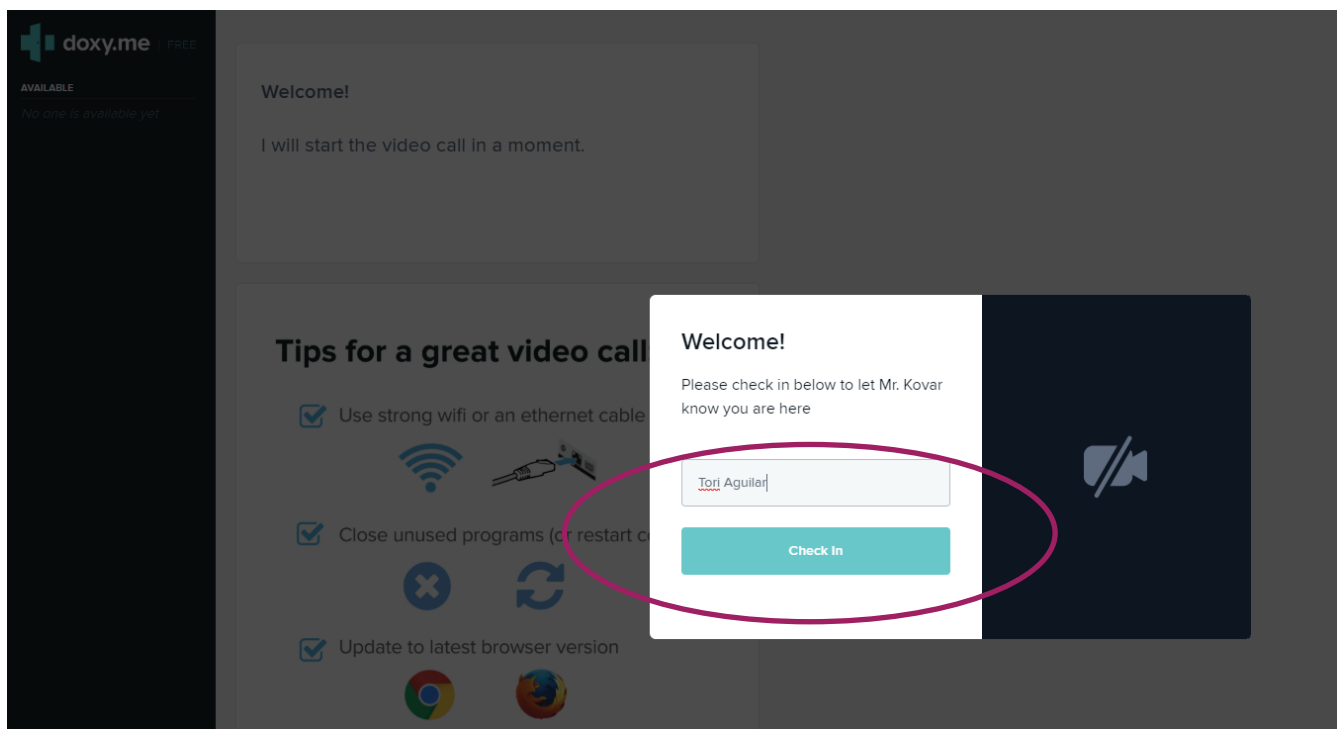 doxy.me | FREE
AVAILABLE
No one is available yet
Welcome!
I will start the video call in a moment.
Tips for a great video call
Use strong wifi or an ethernet cable
Close unused programs (or restart c
Update to latest browser version
Welcome!
Please check in below to let Mr. Kovar
know you are here
Tori Aguilar
Check In